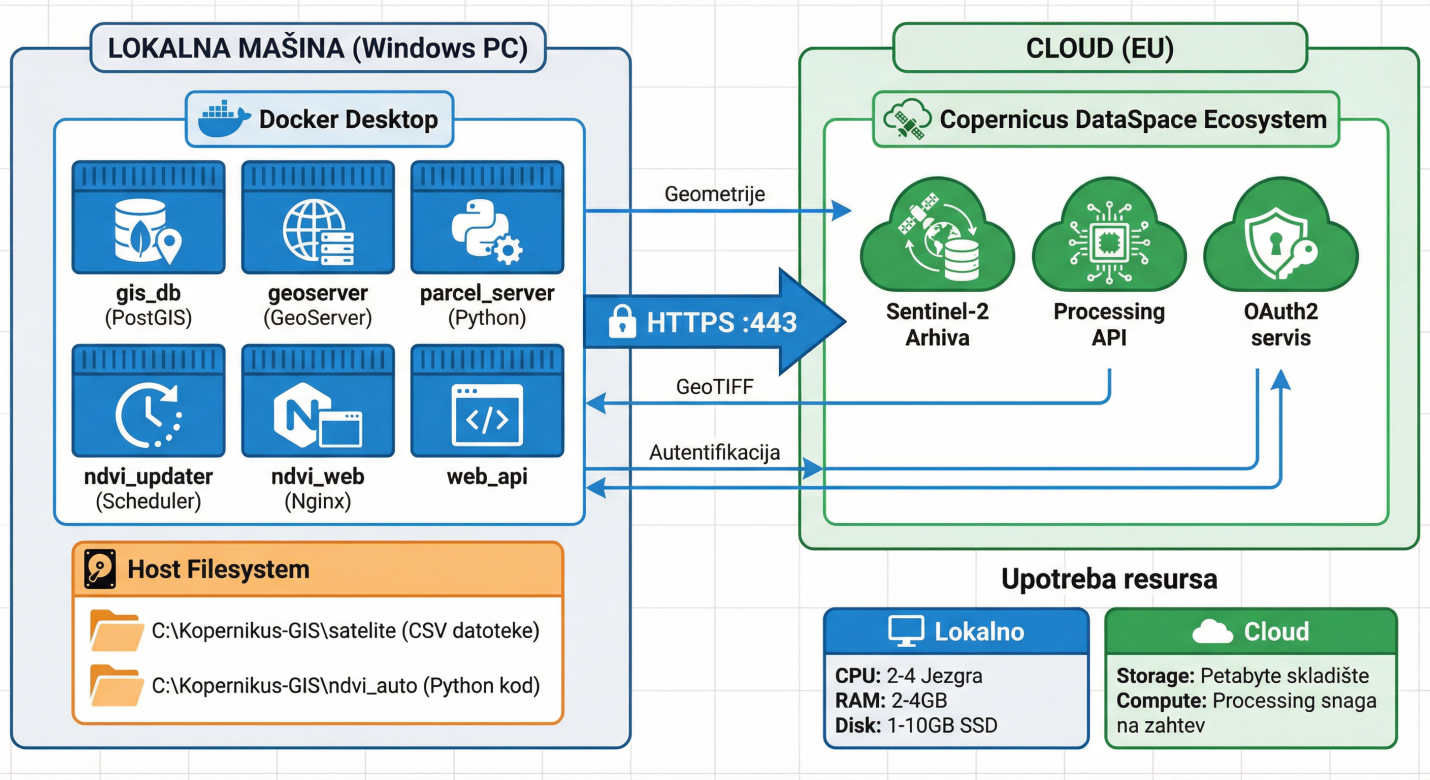 LOKALNA MAŠINA (Windows PC)
Docker Desktop
gis_db
(PostGIS)
geoserver
(GeoServer)
parcel_server
(Python)
ndvi_updater
(Scheduler)
N
ndvi_web
(Nginx)
</>
web_api
Host Filesystem
C:\Kopernikus-GIS\satelite (CSV datoteke)
C:\Kopernikus-GIS\ndvi_auto (Python kod)
Geometrije
HTTPS :443
GeoTIFF
Autentifikacija
CLOUD (EU)
Copernicus DataSpace Ecosystem
Sentinel-2
Arhiva
Processing
API
OAuth2
servis
Upotreba resursa
Lokalno
CPU: 2-4 Jezgra
RAM: 2-4GB
Disk: 1-10GB SSD
Cloud
Storage: Petabyte skladište
Compute: Processing snaga
na zahtev